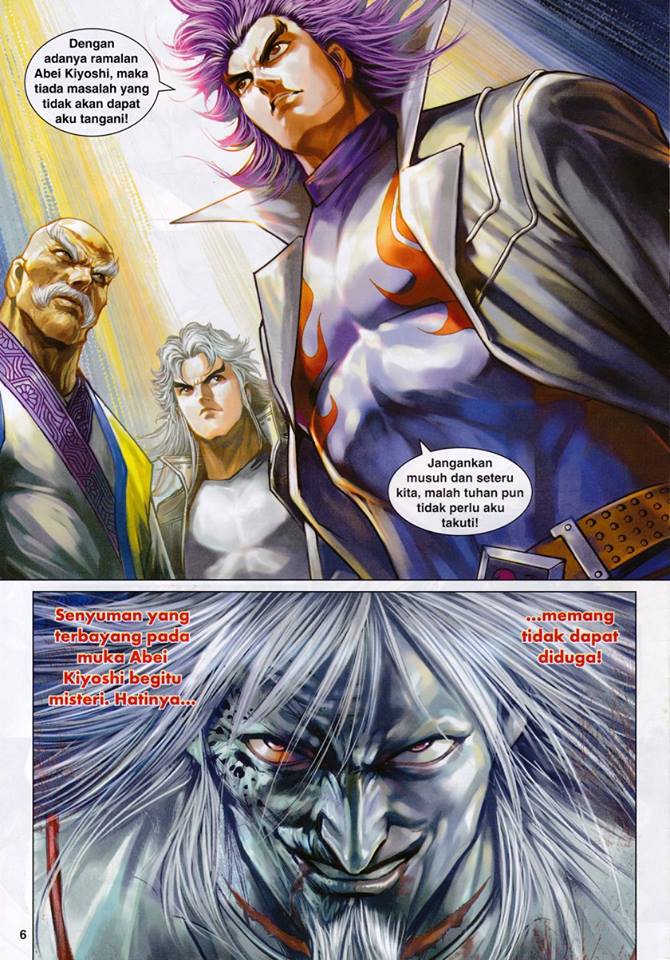 Dengan
adanya ramalan
Abei Kiyoshi, maka
tiada masalah yang
tidak akan dapat
aku tangani!
Jangankan
musuh dan seteru
kita, malah tuhan pun
tidak perlu aku
takuti!
Senyuman yang
terbayang pada
muka Abei
Kiyoshi begitu
misteri. Hatinya...
...memang
tidak dapat
diduga!
6